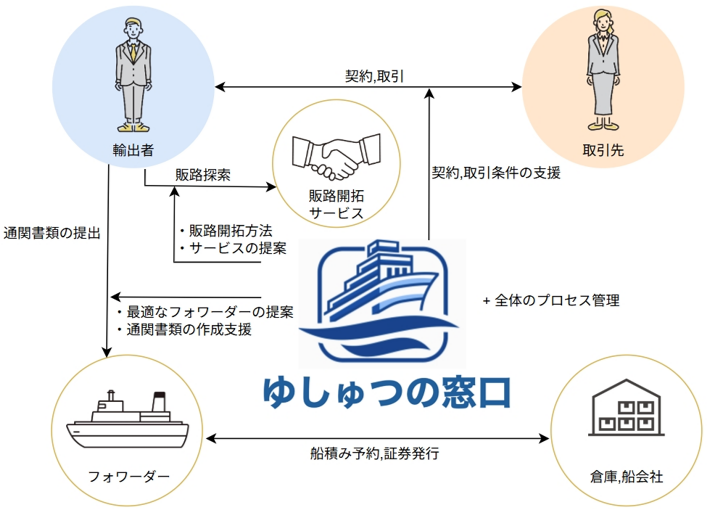 契約,取引
輸出者
取引先
販路探索
販路開拓
サービス
契約,取引条件の支援
通関書類の提出
・販路開拓方法
・サービスの提案
・最適なフォワーダーの提案
・通関書類の作成支援
+ 全体のプロセス管理
ゆしゅつの窓口
フォワーダー
船積み予約,証券発行
倉庫,船会社